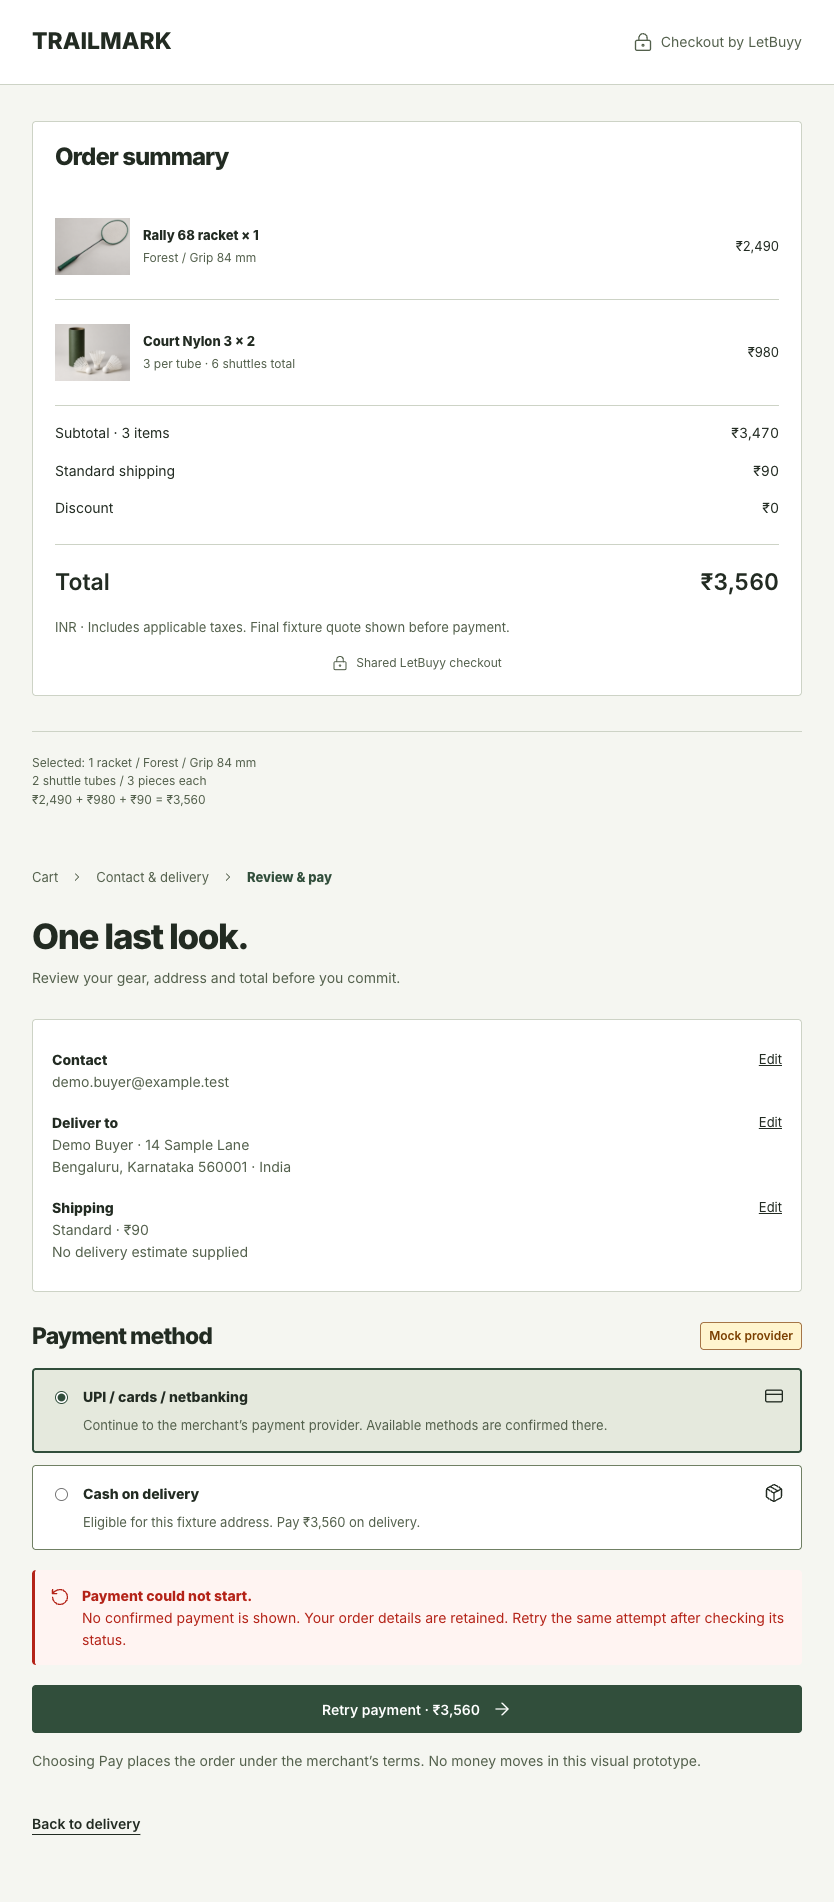 TRAILMARK
Checkout by LetBuyy
Order summary
Rally 68 racket × 1
Forest / Grip 84 mm
₹2,490
Court Nylon 3 × 2
3 per tube · 6 shuttles total
₹980
Subtotal · 3 items ₹3,470
Standard shipping ₹90
Discount ₹0
Total ₹3,560
INR · Includes applicable taxes. Final fixture quote shown before payment.
Shared LetBuyy checkout
Selected: 1 racket / Forest / Grip 84 mm
2 shuttle tubes / 3 pieces each
₹2,490 + ₹980 + ₹90 = ₹3,560
Cart > Contact & delivery > Review & pay
One last look.
Review your gear, address and total before you commit.
Contact Edit
demo.buyer@example.test
Deliver to Edit
Demo Buyer · 14 Sample Lane
Bengaluru, Karnataka 560001 · India
Shipping Edit
Standard · ₹90
No delivery estimate supplied
Payment method Mock provider
UPI / cards / netbanking
Continue to the merchant’s payment provider. Available methods are confirmed there.
Cash on delivery
Eligible for this fixture address. Pay ₹3,560 on delivery.
Payment could not start.
No confirmed payment is shown. Your order details are retained. Retry the same attempt after checking its
status.
Retry payment · ₹3,560 →
Choosing Pay places the order under the merchant’s terms. No money moves in this visual prototype.
Back to delivery